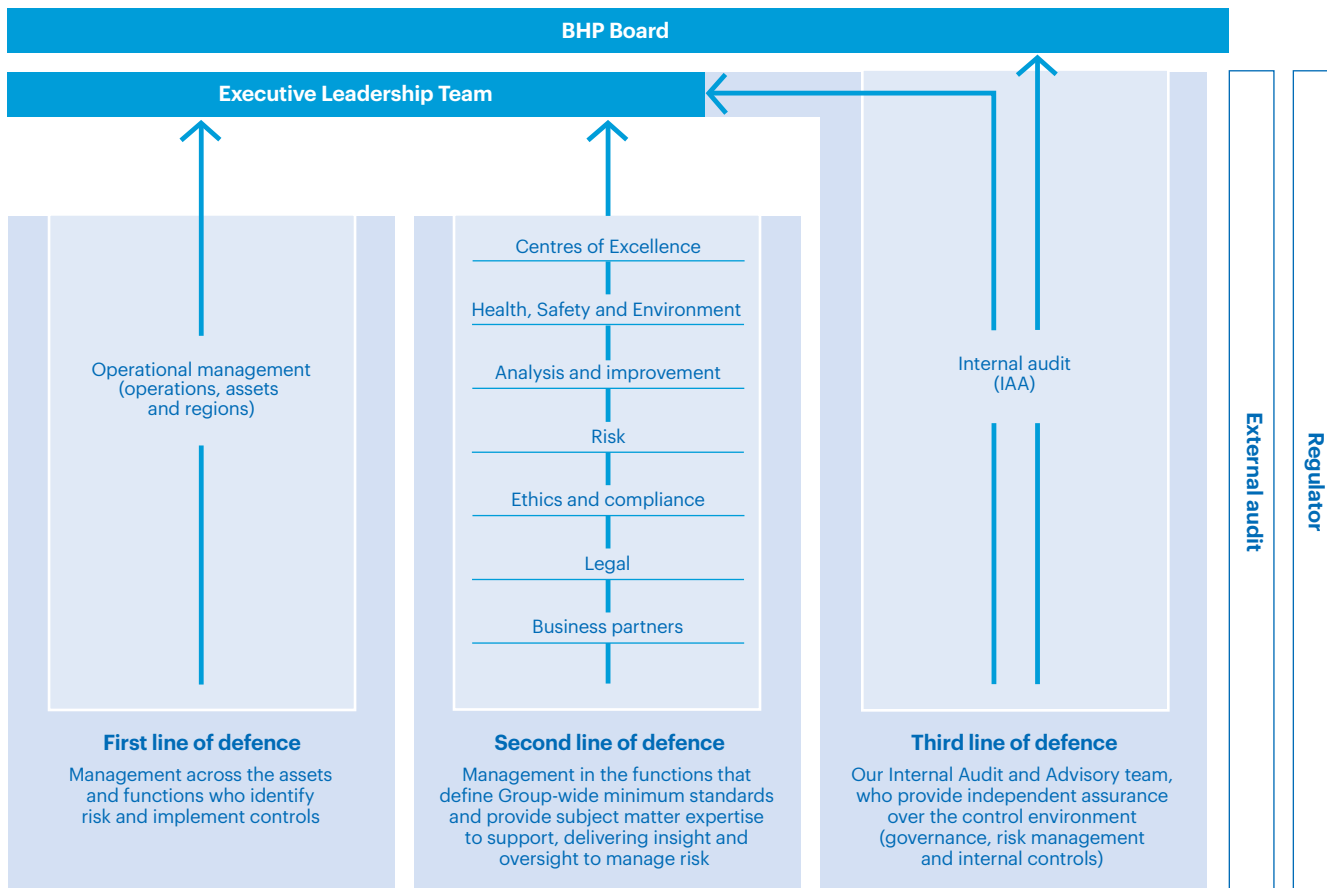 BHP Board
Executive Leadership Team
Operational management
(operations, assets
and regions)
Centres of Excellence
Health, Safety and Environment
Analysis and improvement
Risk
Ethics and compliance
Legal
Business partners
Internal audit
(IAA)
External audit
Regulator
First line of defence
Management across the assets
and functions who identify
risk and implement controls
Second line of defence
Management in the functions that
define Group-wide minimum standards
and provide subject matter expertise
to support, delivering insight and
oversight to manage risk
Third line of defence
Our Internal Audit and Advisory team,
who provide independent assurance
over the control environment
(governance, risk management
and internal controls)